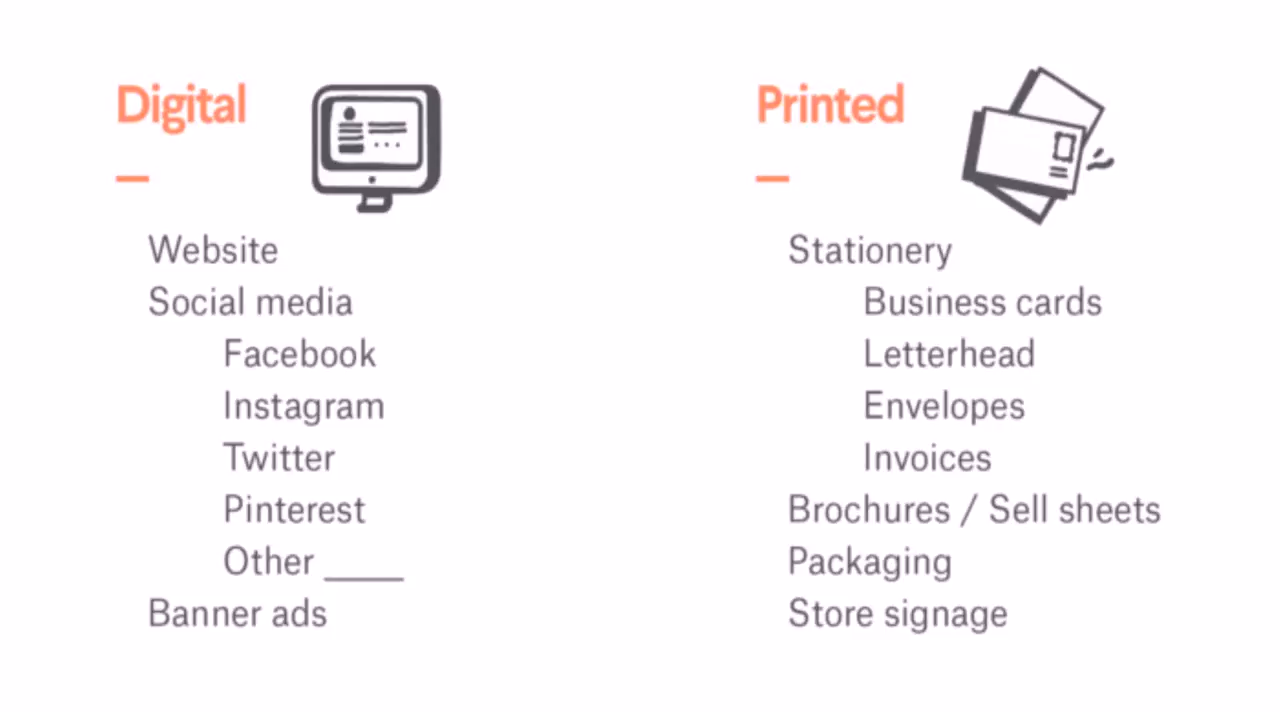 Digital
Website
Social media
Facebook
Instagram
Twitter
Pinterest
Other _____
Banner ads
Printed
Stationery
Business cards
Letterhead
Envelopes
Invoices
Brochures / Sell sheets
Packaging
Store signage